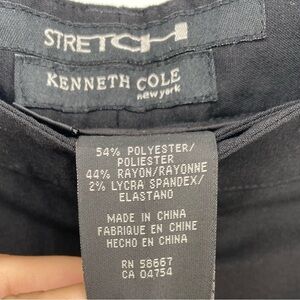 STRETCH
KENNETH COLE
new york
54% POLYESTER/
POLIESTER
44% RAYON/RAYONNE
2% LYCRA SPANDEX/
ELASTANO
MADE IN CHINA
FABRIQUE EN CHINE
HECHO EN CHINA
RN 58667
CA 04754